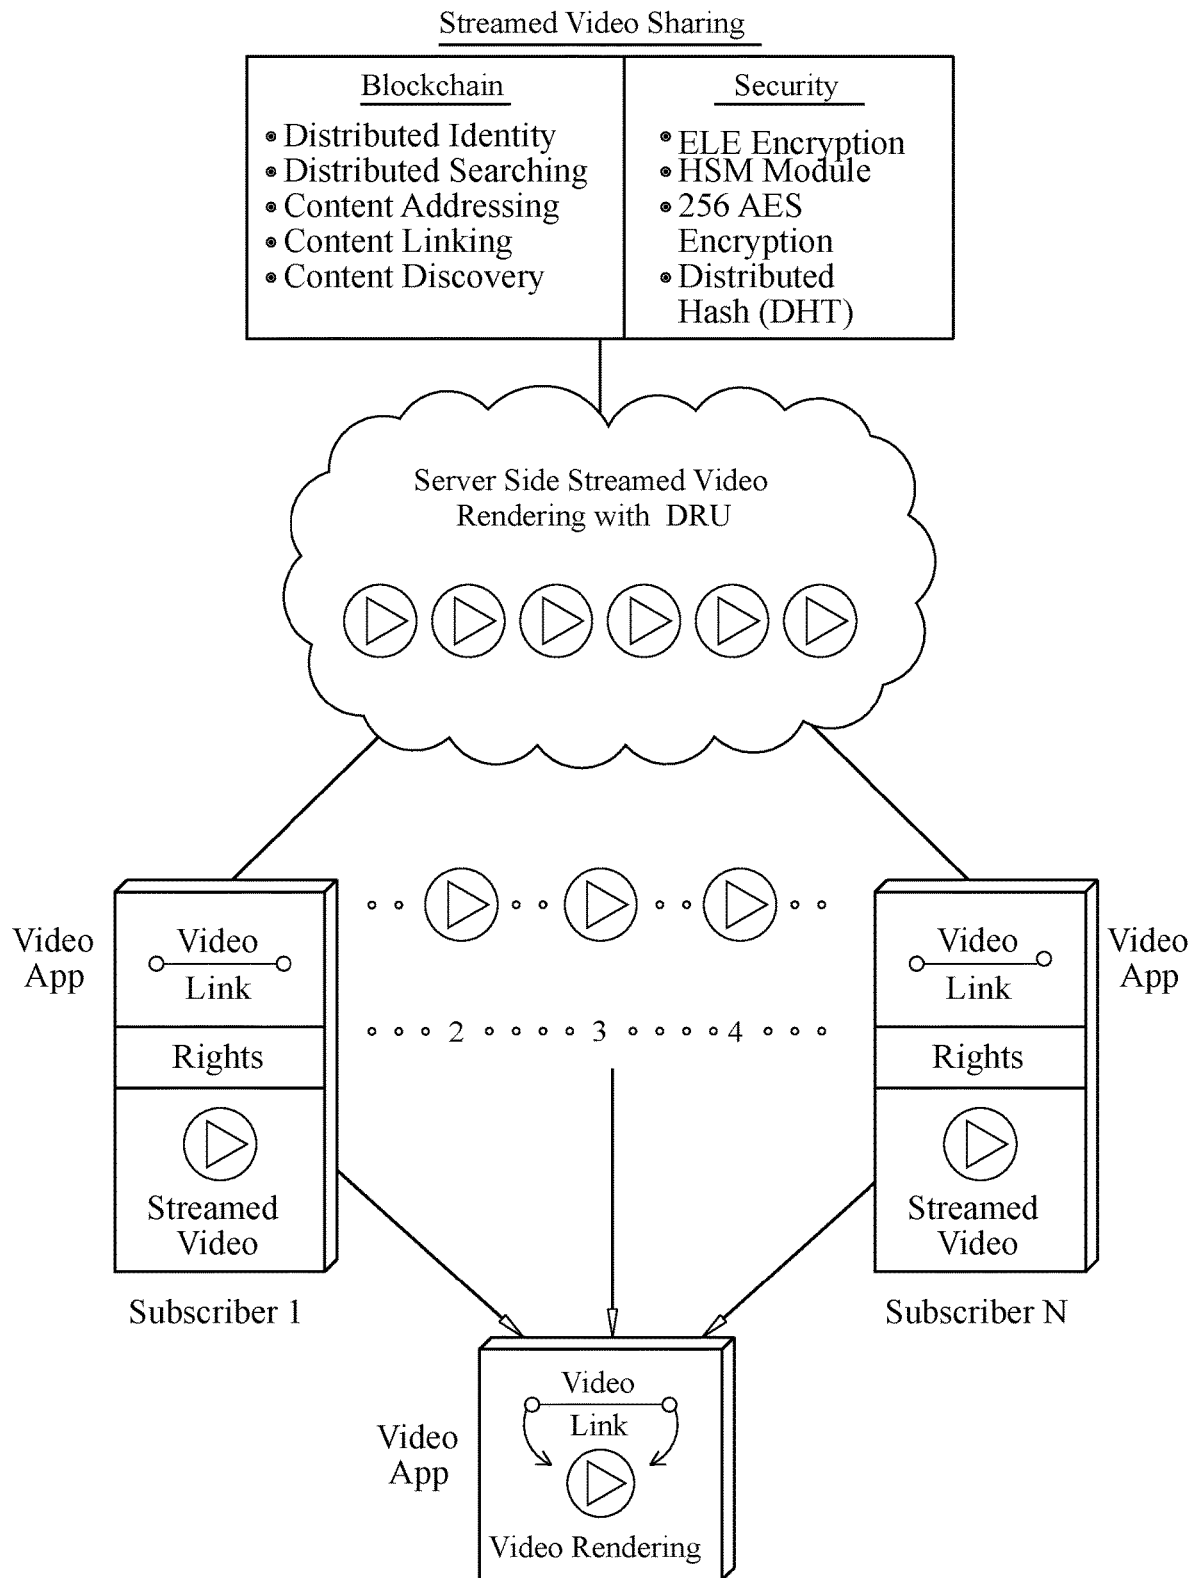 Streamed Video Sharing
Blockchain
Distributed Identity
Distributed Searching
Content Addressing
Content Linking
Content Discovery
Security
ELE Encryption
HSM Module
256 AES
Encryption
Distributed
Hash (DHT)
Server Side Streamed Video
Rendering with DRU
Video
App
Video
Link
Rights
Streamed
Video
Subscriber 1
2
3
4
Video
Link
Rights
Streamed
Video
Subscriber N
Video
App
Video
App
Video
Link
Video Rendering